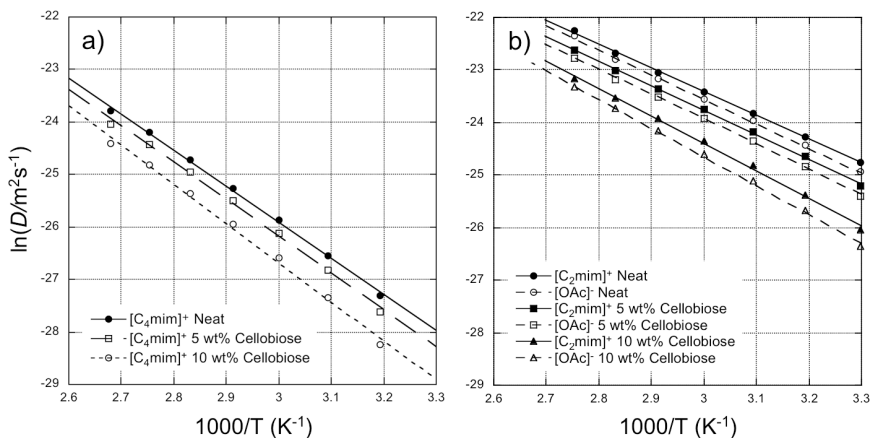 a)
ln(D/m²s⁻¹)
-22
-23
-24
-25
-26
-27
-28
-29
[C₄mim]⁺ Neat
[C₄mim]⁺ 5 wt% Cellobiose
[C₄mim]⁺ 10 wt% Cellobiose
2.6 2.7 2.8 2.9 3 3.1 3.2 3.3
1000/T (K⁻¹)
b)
-22
-23
-24
-25
-26
-27
-28
-29
[C₂mim]⁺ Neat
[OAc]⁻ Neat
[C₂mim]⁺ 5 wt% Cellobiose
[OAc]⁻ 5 wt% Cellobiose
[C₂mim]⁺ 10 wt% Cellobiose
[OAc]⁻ 10 wt% Cellobiose
2.6 2.7 2.8 2.9 3 3.1 3.2 3.3
1000/T (K⁻¹)